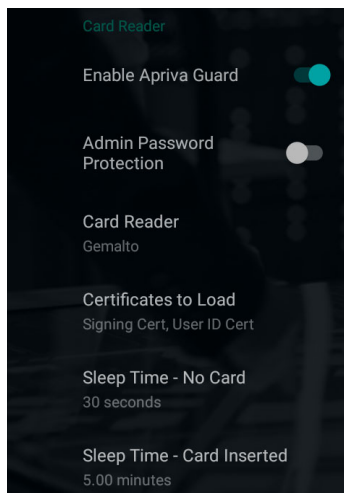 Card Reader
Enable Apriva Guard
Admin Password
Protection
Card Reader
Gemalto
Certificates to Load
Signing Cert, User ID Cert
Sleep Time - No Card
30 seconds
Sleep Time - Card Inserted
5.00 minutes